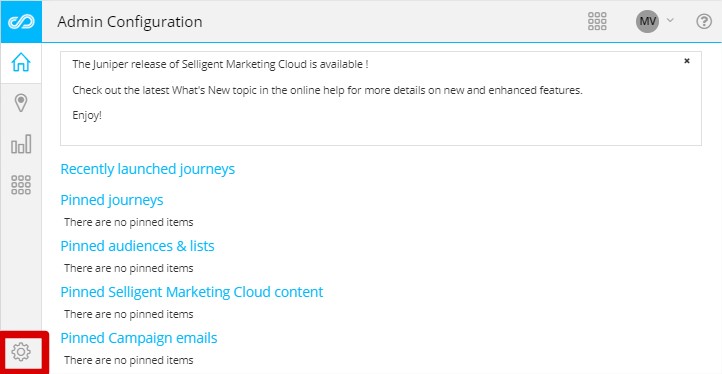 Admin Configuration
MV
The Juniper release of Selligent Marketing Cloud is available !
Check out the latest What's New topic in the online help for more details on new and enhanced features.
Enjoy!
Recently launched journeys
Pinned journeys
There are no pinned items
Pinned audiences & lists
There are no pinned items
Pinned Selligent Marketing Cloud content
There are no pinned items
Pinned Campaign emails
There are no pinned items